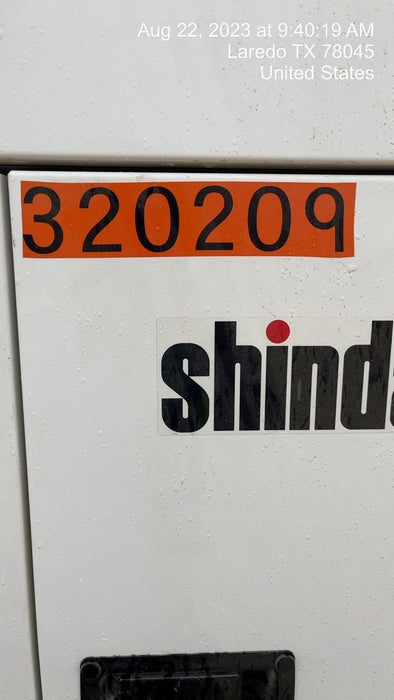 Aug 22, 2023 at 9:40:19 AM
Laredo TX 78045
United States
320209
shind